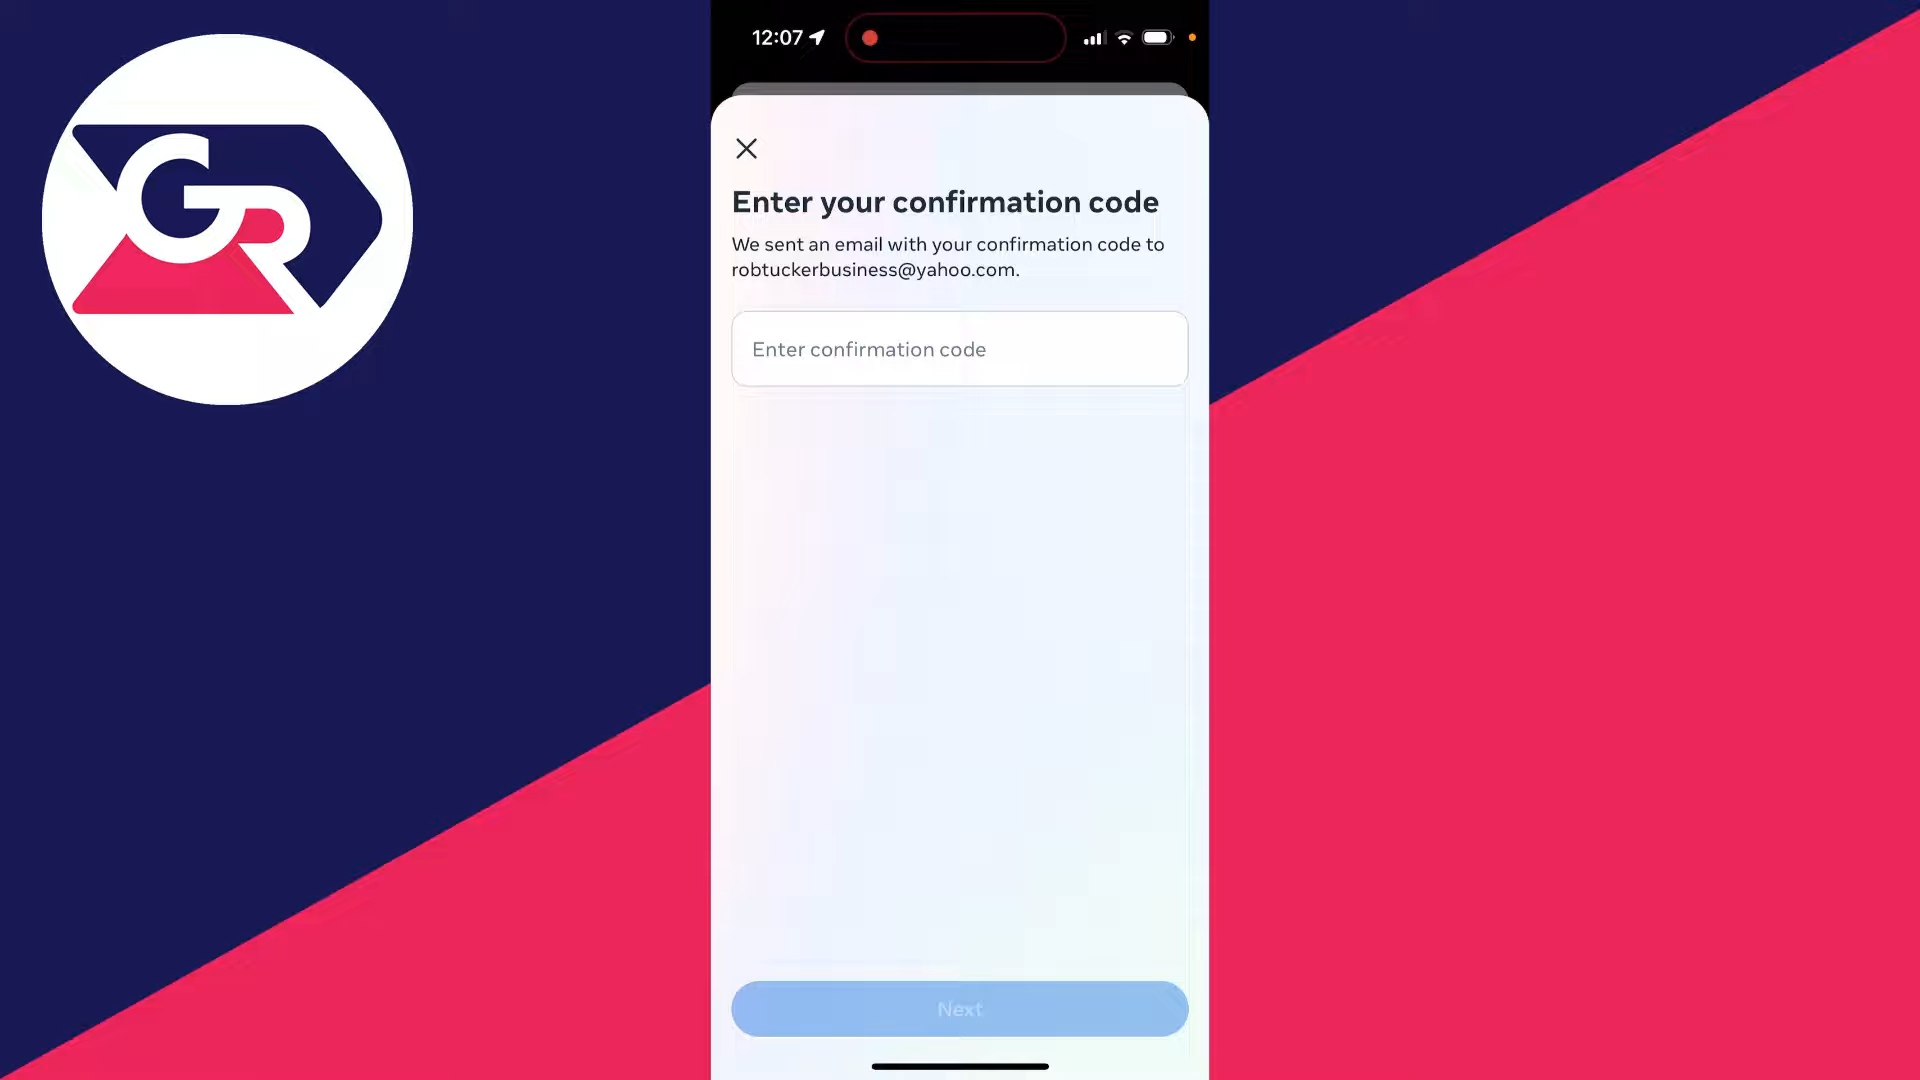 GR
12:07
Enter your confirmation code
We sent an email with your confirmation code to
robtuckerbusiness@yahoo.com.
Enter confirmation code
Next